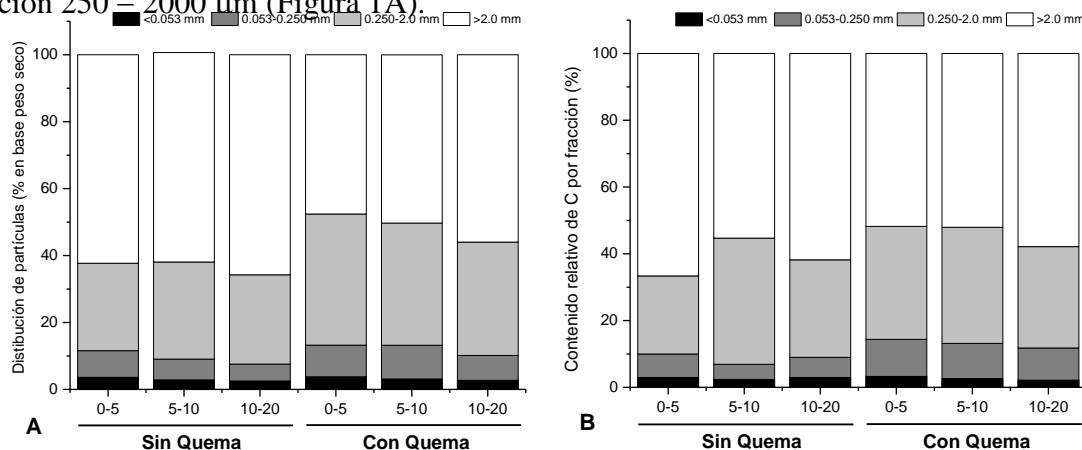 ción 250 – 2000 µm (Figura 1A).
<0.053 mm 0.053-0.250 mm 0.250-2.0 mm >2.0 mm
Distibución de partículas (% en base peso seco)
100
80
60
40
20
0
0-5 5-10 10-20 0-5 5-10 10-20
A
Sin Quema Con Quema
<0.053 mm 0.053-0.250 mm 0.250-2.0 mm >2.0 mm
Contenido relativo de C por fracción (%)
100
80
60
40
20
0
0-5 5-10 10-20 0-5 5-10 10-20
B
Sin Quema Con Quema